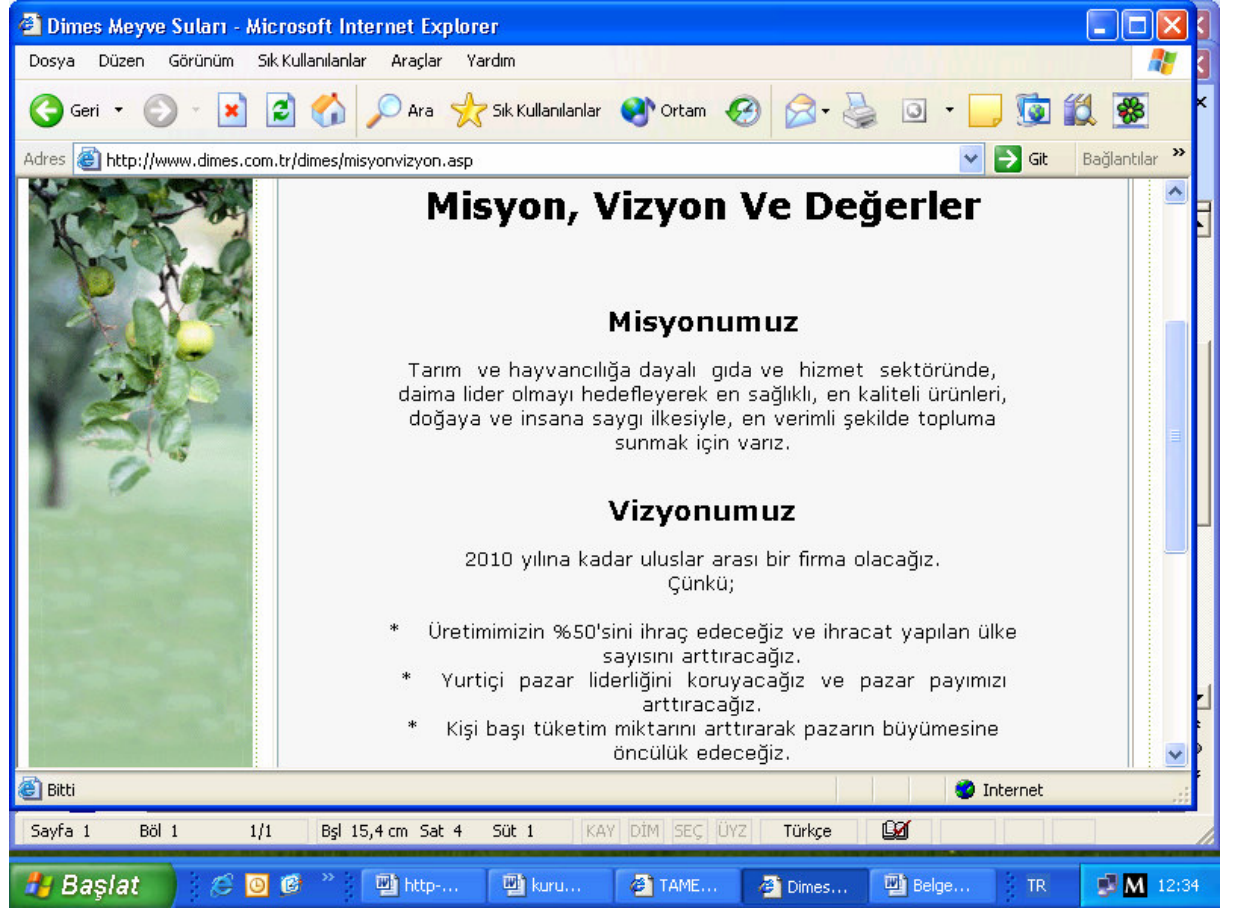 Dimes Meyve Suları - Microsoft Internet Explorer
Dosya Düzen Görünüm Sık Kullanılanlar Araçlar Yardım
Geri Ara Sık Kullanılanlar Ortam
Adres http://www.dimes.com.tr/dimes/misyonvizyon.asp Git Bağlantılar »
Misyon, Vizyon Ve Değerler
Misyonumuz
Tarım ve hayvancılığa dayalı gıda ve hizmet sektöründe,
daima lider olmayı hedefleyerek en sağlıklı, en kaliteli ürünleri,
doğaya ve insana saygı ilkesiyle, en verimli şekilde topluma
sunmak için varız.
Vizyonumuz
2010 yılına kadar uluslar arası bir firma olacağız.
Çünkü;
* Üretimimizin %50'sini ihraç edeceğiz ve ihracat yapılan ülke
sayısını arttıracağız.
* Yurtiçi pazar liderliğini koruyacağız ve pazar payımızı
arttıracağız.
* Kişi başı tüketim miktarını arttırarak pazarın büyümesine
öncülük edeceğiz.
Bitti Internet
Sayfa 1 Böl 1 1/1 Bşl 15,4 cm Sat 4 Süt 1 KAY DİM SEÇ ÜYZ Türkçe
Başlat » http-... kuru... TAME... Dimes... Belge... TR M 12:34